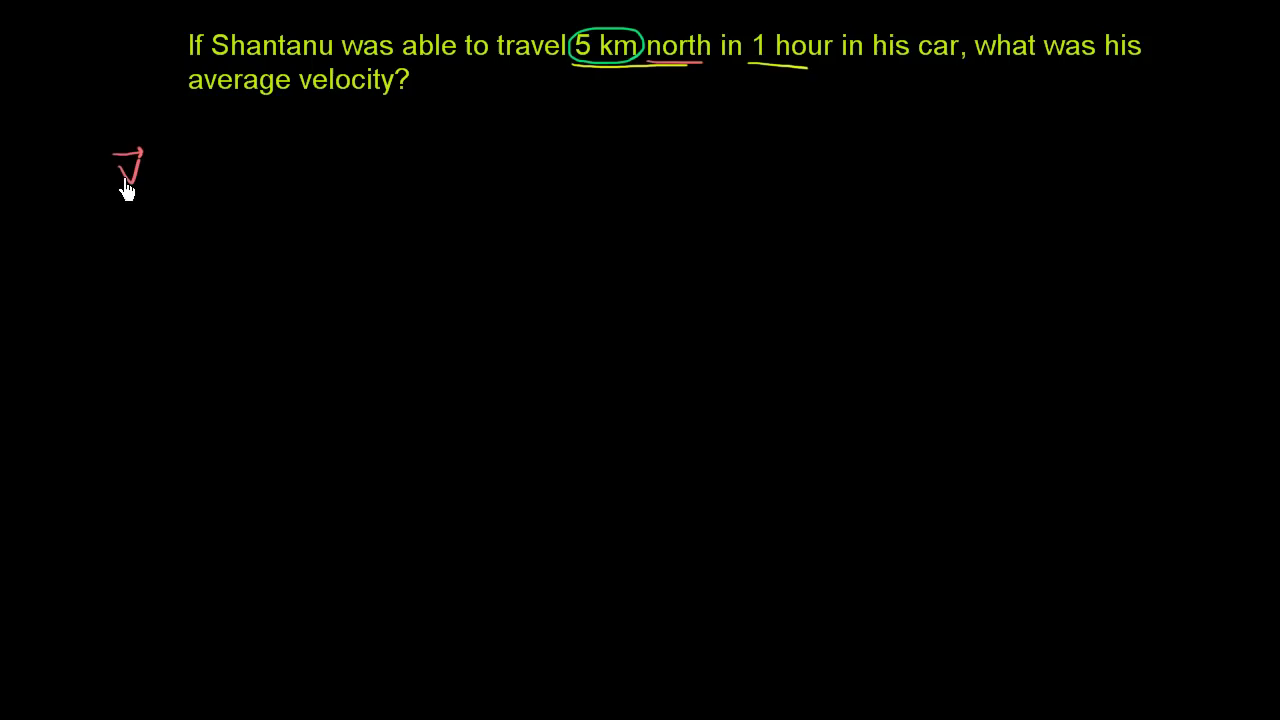 If Shantanu was able to travel 5 km north in 1 hour in his car, what was his
average velocity?
v⃗